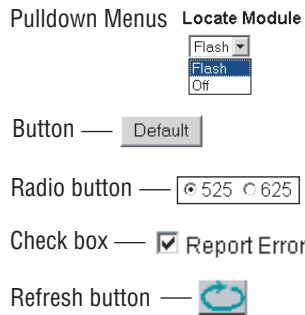 Pulldown Menus Locate Module
Flash
Flash
Off
Button — Default
Radio button — 525 625
Check box — Report Error
Refresh button —